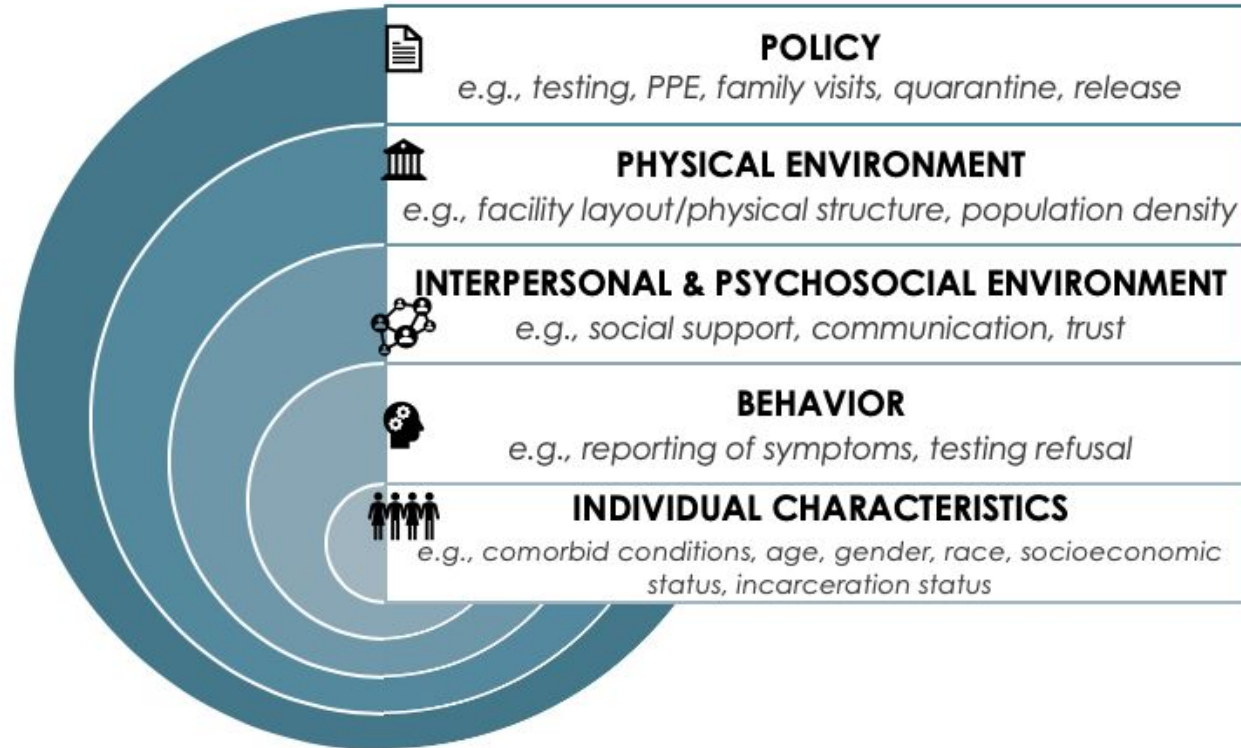 POLICY
e.g., testing, PPE, family visits, quarantine, release
PHYSICAL ENVIRONMENT
e.g., facility layout/physical structure, population density
INTERPERSONAL & PSYCHOSOCIAL ENVIRONMENT
e.g., social support, communication, trust
BEHAVIOR
e.g., reporting of symptoms, testing refusal
INDIVIDUAL CHARACTERISTICS
e.g., comorbid conditions, age, gender, race, socioeconomic
status, incarceration status